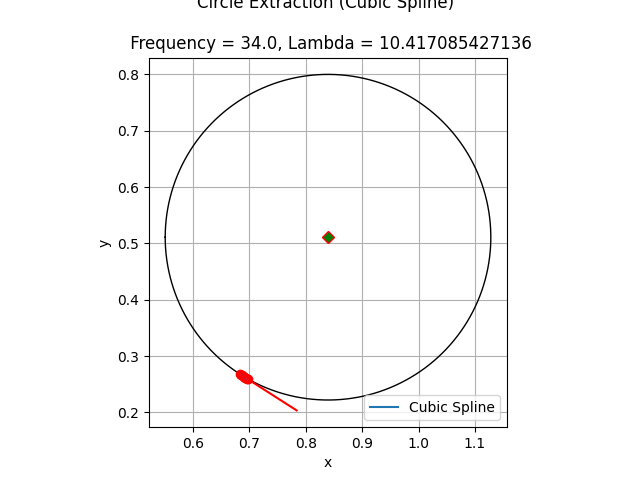 Circle Extraction (Cubic Spline)
Frequency = 34.0, Lambda = 10.417085427136
0.8
0.7
0.6
0.5
0.4
0.3
0.2
y
Cubic Spline
0.6 0.7 0.8 0.9 1.0 1.1
x